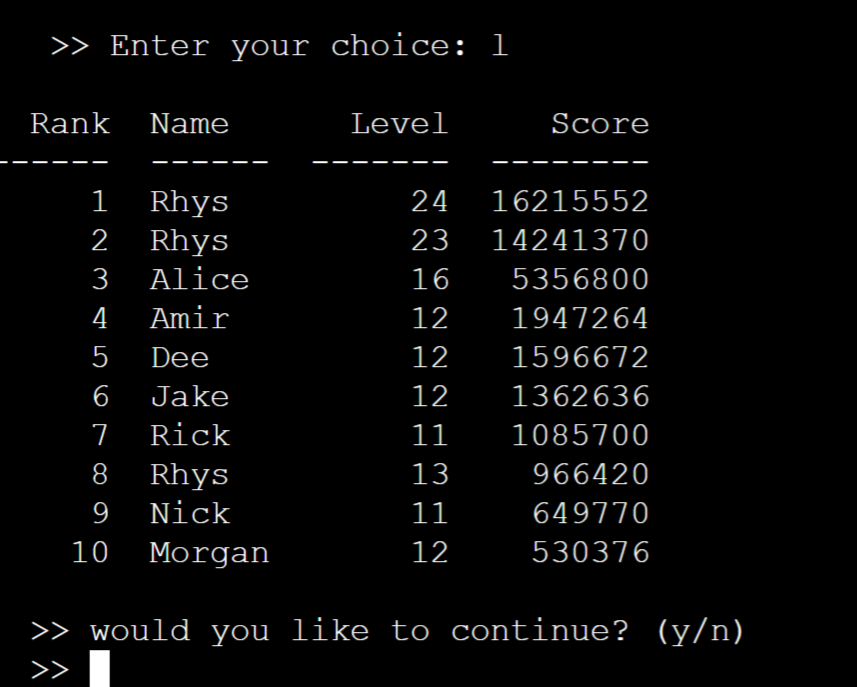 >> Enter your choice: l
Rank Name Level Score
------ ------ ------- --------
1 Rhys 24 16215552
2 Rhys 23 14241370
3 Alice 16 5356800
4 Amir 12 1947264
5 Dee 12 1596672
6 Jake 12 1362636
7 Rick 11 1085700
8 Rhys 13 966420
9 Nick 11 649770
10 Morgan 12 530376
>> would you like to continue? (y/n)
>>